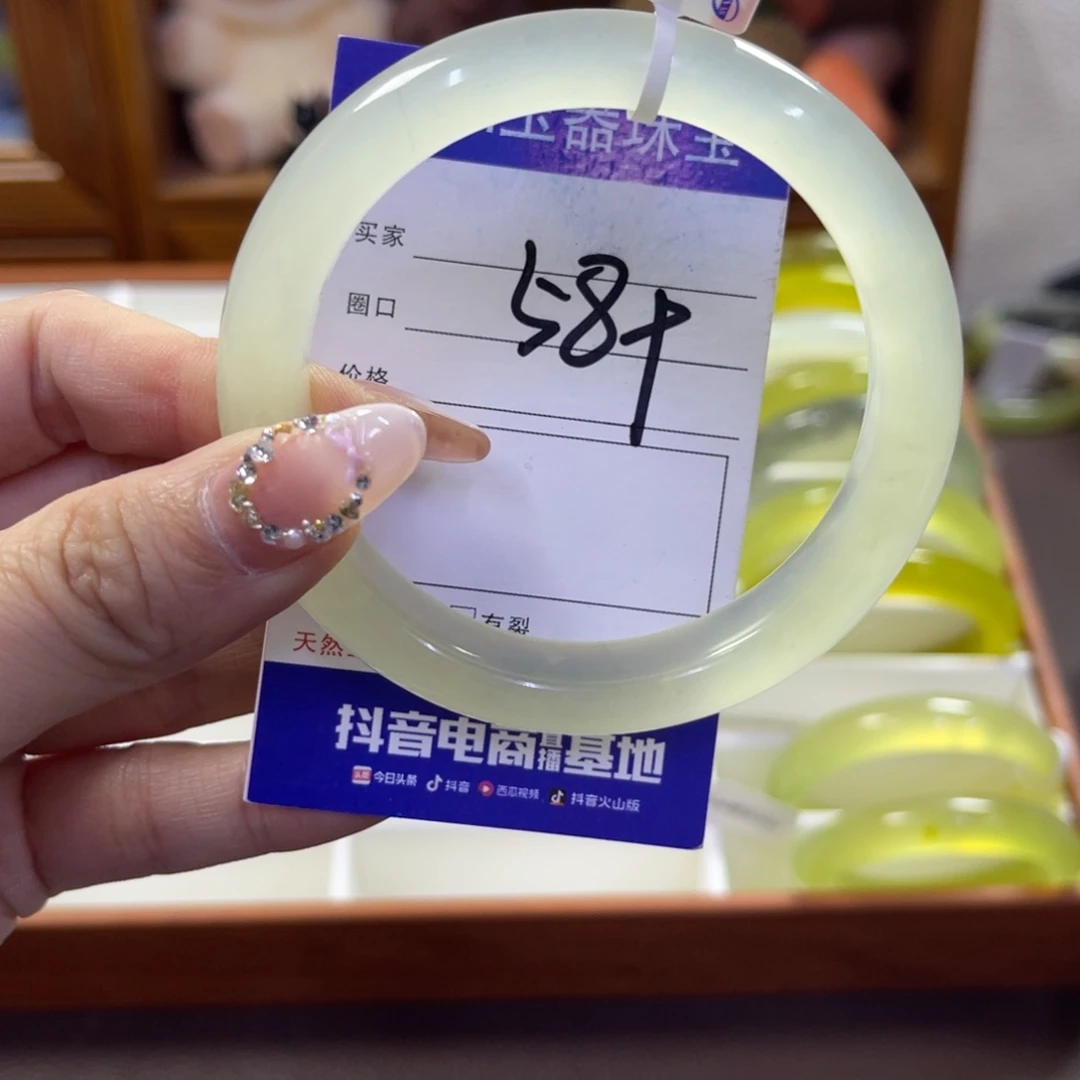 玉器珠宝
买家
圈口
58+
价格
有裂
天然
抖音电商直播基地
头条 今日头条 抖音 西瓜视频 抖音火山版